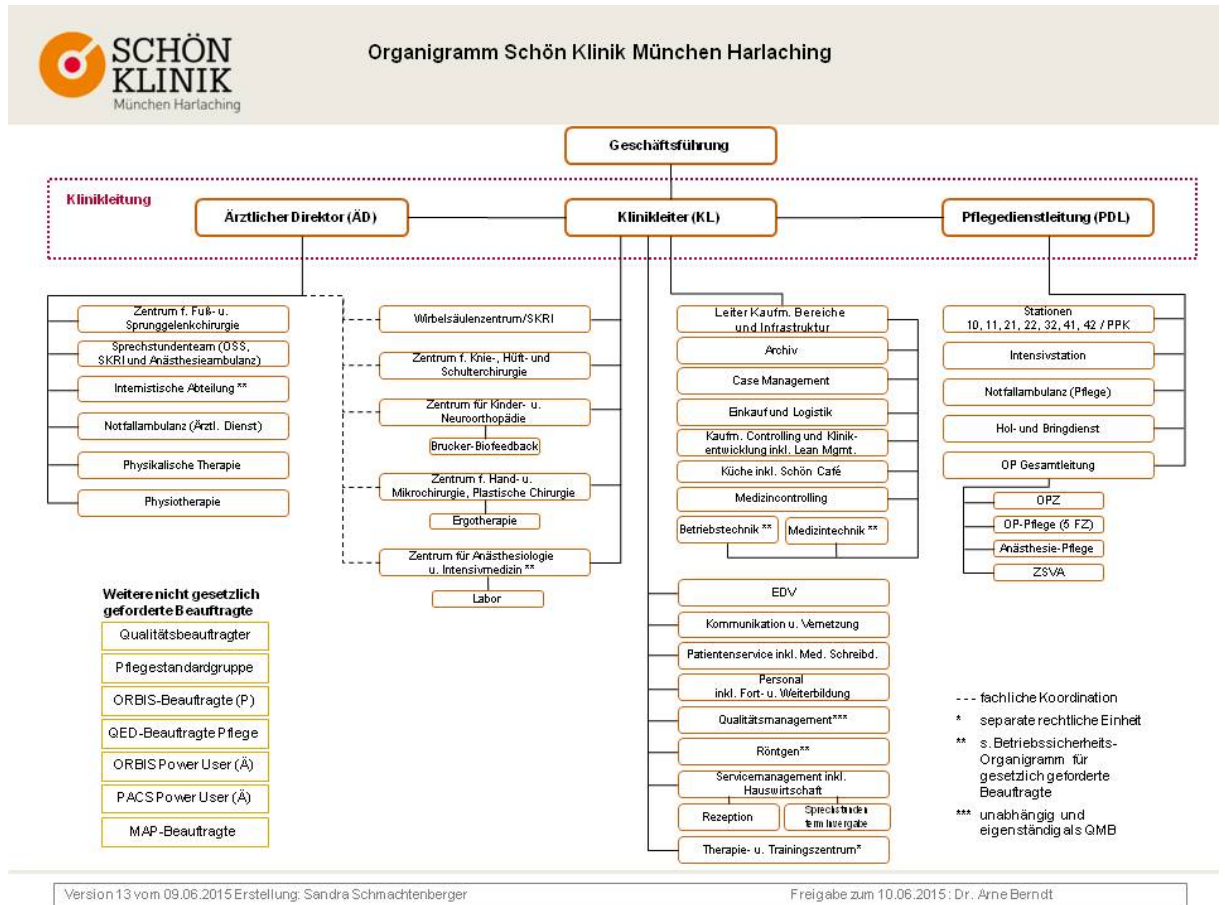 SCHÖN
KLINIK
München Harlaching
Organigramm Schön Klinik München Harlaching
Geschäftsführung
Klinikleitung
Ärztlicher Direktor (ÄD)
Klinikleiter (KL)
Pflegedienstleitung (PDL)
Zentrum f. Fuß- u.
Sprunggelenkchirurgie
Sprechstundenteam (OSS,
SKRI und Anästhesieambulanz)
Internistische Abteilung **
Notfallambulanz (Ärztl. Dienst)
Physikalische Therapie
Physiotherapie
Wirbelsäulenzentrum/SKRI
Zentrum f. Knie-, Hüft- und
Schulterchirurgie
Zentrum für Kinder- u.
Neuroorthopädie
Brucker-Biofeedback
Zentrum f. Hand- u.
Mikrochirurgie, Plastische Chirurgie
Ergotherapie
Zentrum für Anästhesiologie
u. Intensivmedizin **
Labor
Leiter Kaufm. Bereiche
und Infrastruktur
Archiv
Case Management
Einkauf und Logistik
Kaufm. Controlling und Klinik-
entwicklung inkl. Lean Mgmt.
Küche inkl. Schön Café
Medizincontrolling
Betriebstechnik **
Medizintechnik **
EDV
Kommunikation u. Vernetzung
Patientenservice inkl. Med. Schreibd.
Personal
inkl. Fort- u. Weiterbildung
Qualitätsmanagement***
Röntgen**
Servicemanagement inkl.
Hauswirtschaft
Rezeption
Sprechstunden
terminvergabe
Therapie- u. Trainingszentrum*
Stationen
10, 11, 21, 22, 32, 41, 42 / PPK
Intensivstation
Notfallambulanz (Pflege)
Hol- und Bringdienst
OP Gesamtleitung
OPZ
OP-Pflege (5 FZ)
Anästhesie-Pflege
ZSVA
Weitere nicht gesetzlich
geforderte Beauftragte
Qualitätsbeauftragter
Pflegestandardgruppe
ORBIS-Beauftragte (P)
QED-Beauftragte Pflege
ORBIS Power User (Ä)
PACS Power User (Ä)
MAP-Beauftragte
--- fachliche Koordination
* separate rechtliche Einheit
** s. Betriebssicherheits-
Organigramm für
gesetzlich geforderte
Beauftragte
*** unabhängig und
eigenständig als QMB
Version 13 vom 09.06.2015 Erstellung: Sandra Schmachtenberger
Freigabe zum 10.06.2015: Dr. Arne Berndt